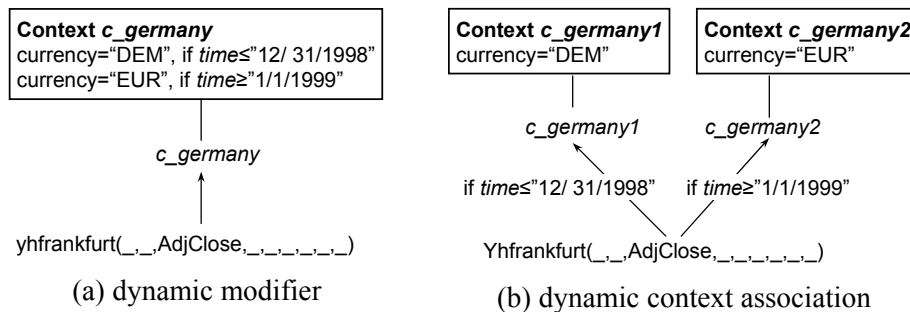 Context c_germany
currency=“DEM”, if time≤”12/ 31/1998”
currency=“EUR”, if time≥”1/1/1999”
c_germany
yhfrankfurt(_,_,AdjClose,_,_,_,_,_,_)
(a) dynamic modifier
Context c_germany1
currency=“DEM”
Context c_germany2
currency=“EUR”
c_germany1
c_germany2
if time≤”12/ 31/1998”
if time≥”1/1/1999”
Yhfrankfurt(_,_,AdjClose,_,_,_,_,_,_)
(b) dynamic context association